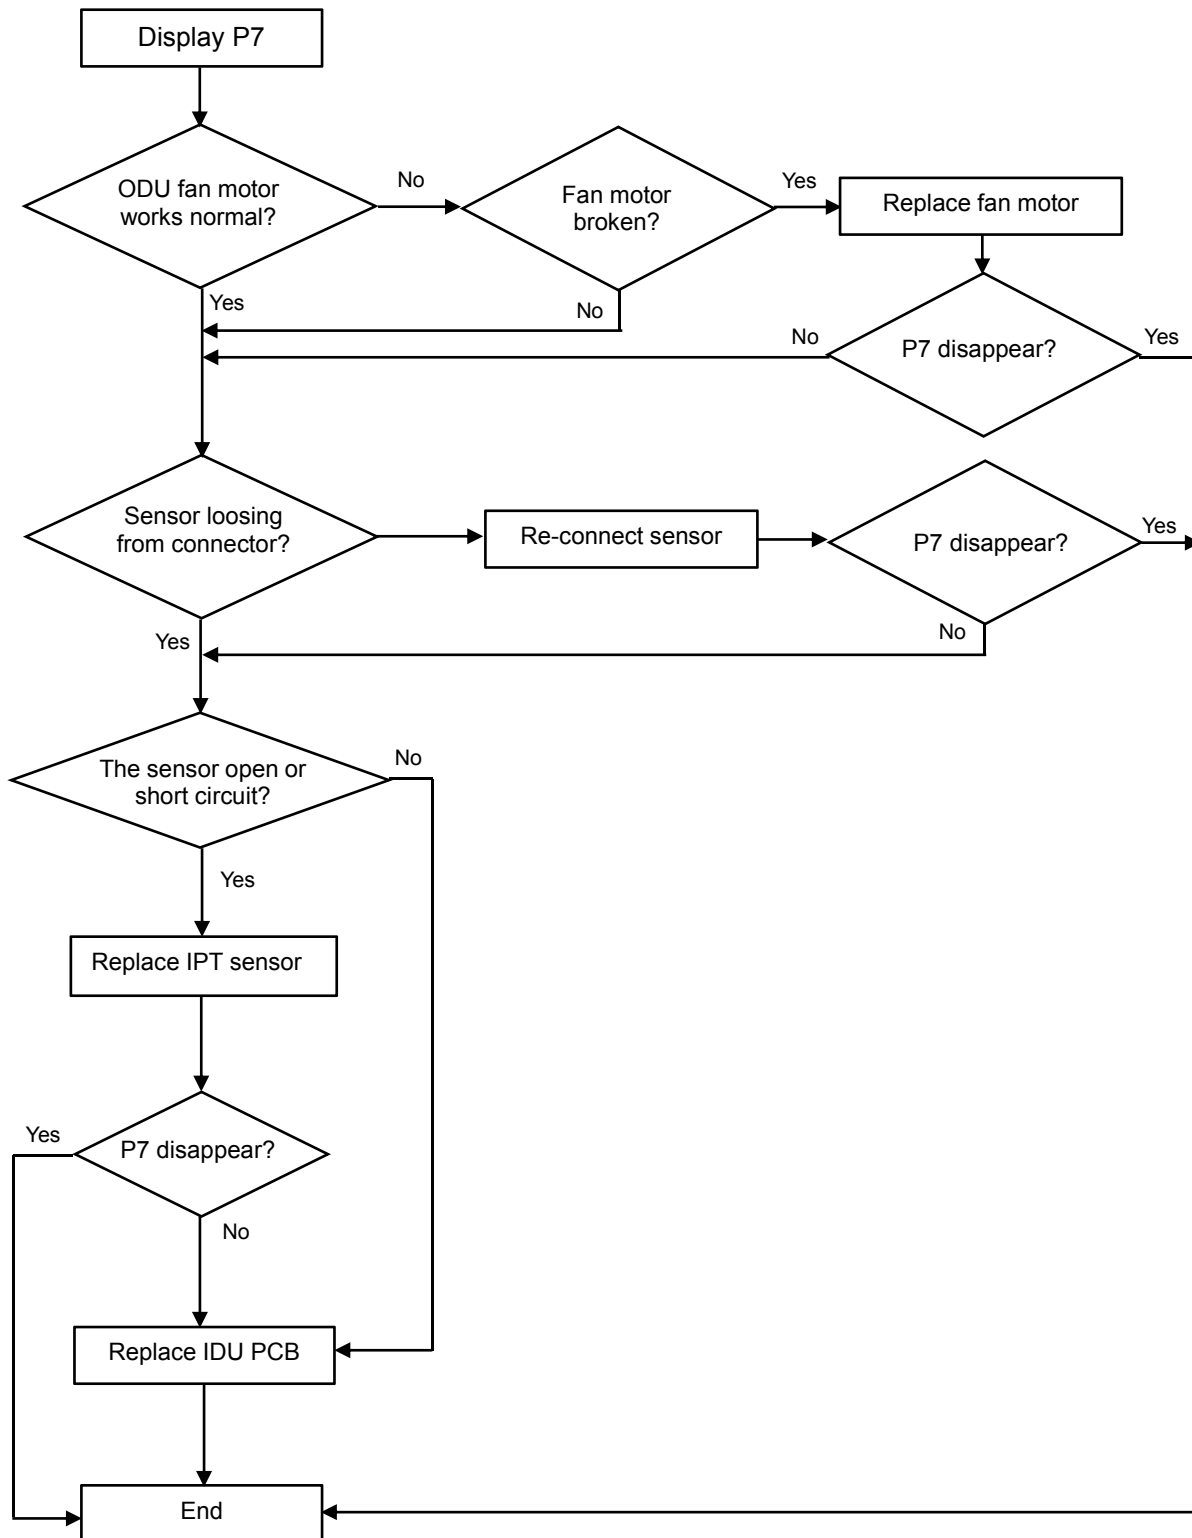 Display P7
ODU fan motor
works normal?
No
Fan motor
broken?
Yes
Replace fan motor
Yes
No
No
P7 disappear?
Yes
Sensor loosing
from connector?
Re-connect sensor
P7 disappear?
Yes
Yes
No
The sensor open or
short circuit?
No
Yes
Replace IPT sensor
Yes
P7 disappear?
No
Replace IDU PCB
End